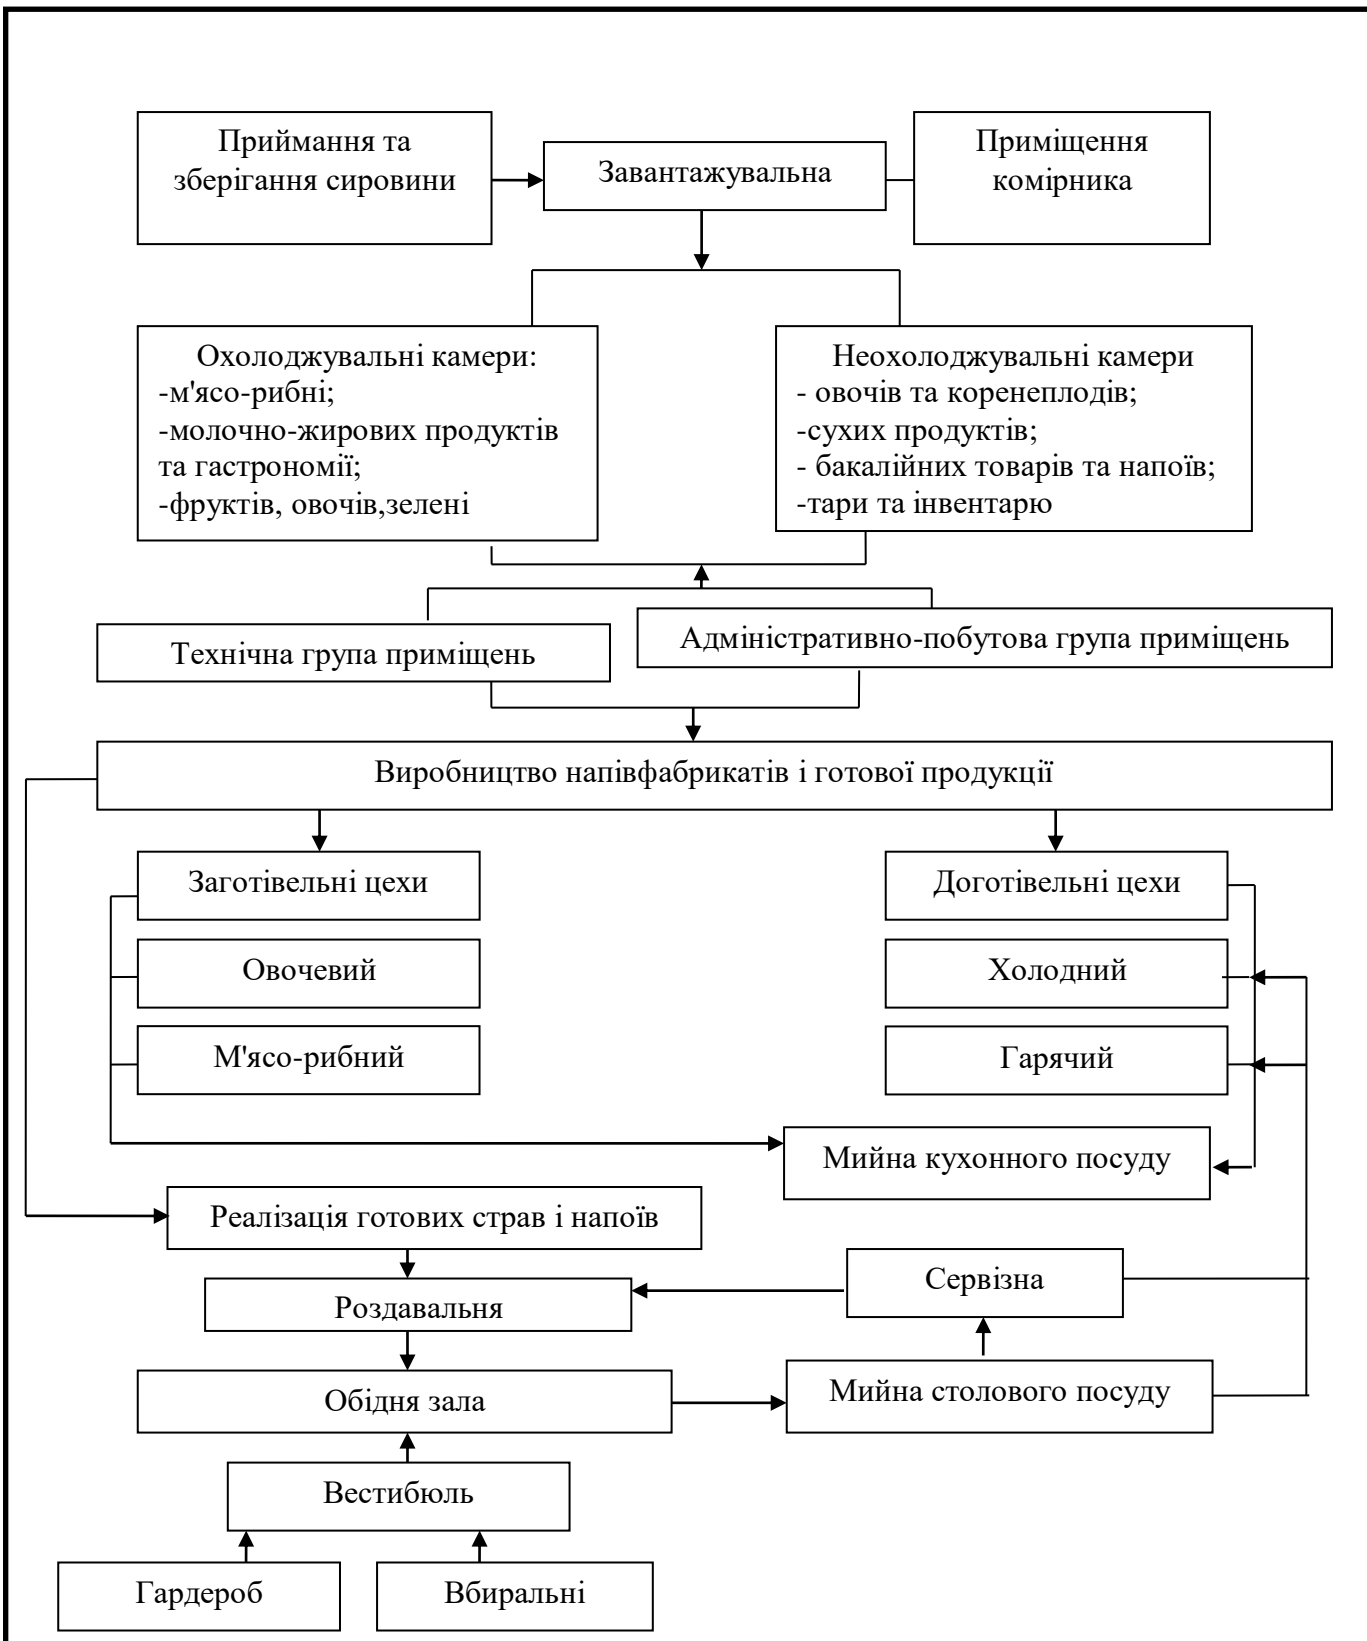 Приймання та
зберігання сировини
Завантажувальна
Приміщення
комірника
Охолоджувальні камери:
-м'ясо-рибні;
-молочно-жирових продуктів
та гастрономії;
-фруктів, овочів,зелені
Неохолоджувальні камери
- овочів та коренеплодів;
-сухих продуктів;
- бакалійних товарів та напоїв;
-тари та інвентарю
Технічна група приміщень
Адміністративно-побутова група приміщень
Виробництво напівфабрикатів і готової продукції
Заготівельні цехи
Доготівельні цехи
Овочевий
Холодний
М'ясо-рибний
Гарячий
Мийна кухонного посуду
Реалізація готових страв і напоїв
Сервізна
Роздавальня
Обідня зала
Мийна столового посуду
Вестибюль
Гардероб
Вбиральні